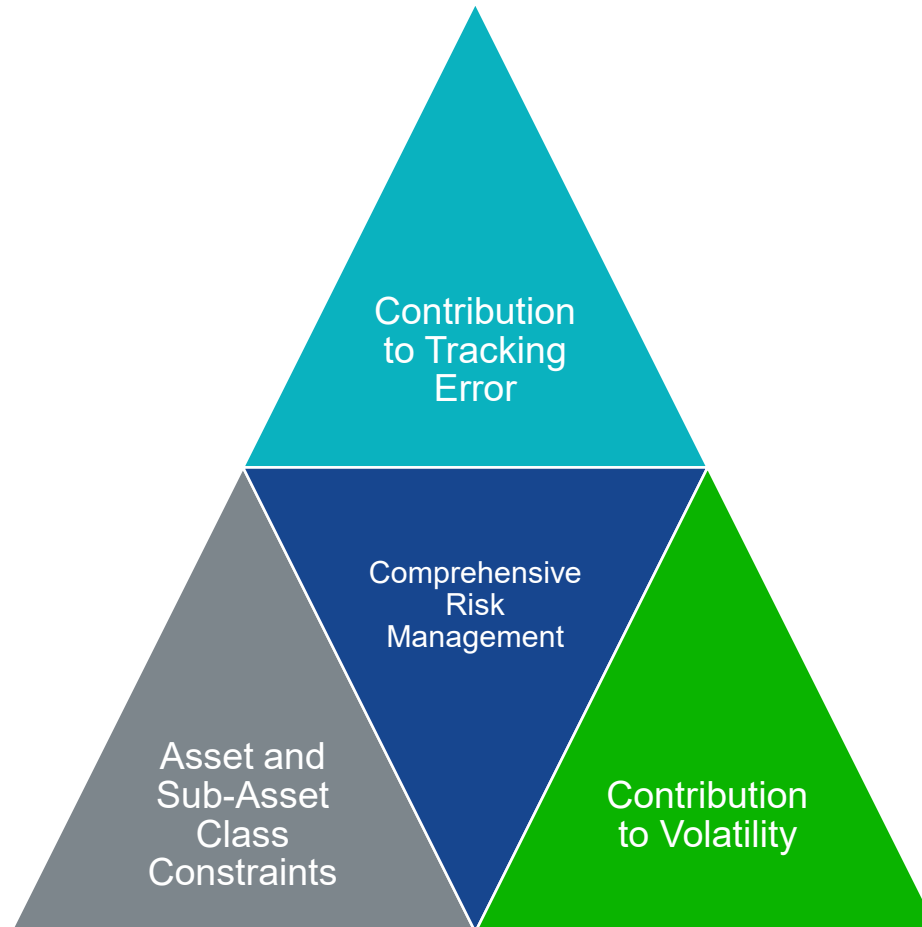 Contribution
to Tracking
Error
Comprehensive
Risk
Management
Asset and
Sub-Asset
Class
Constraints
Contribution
to Volatility